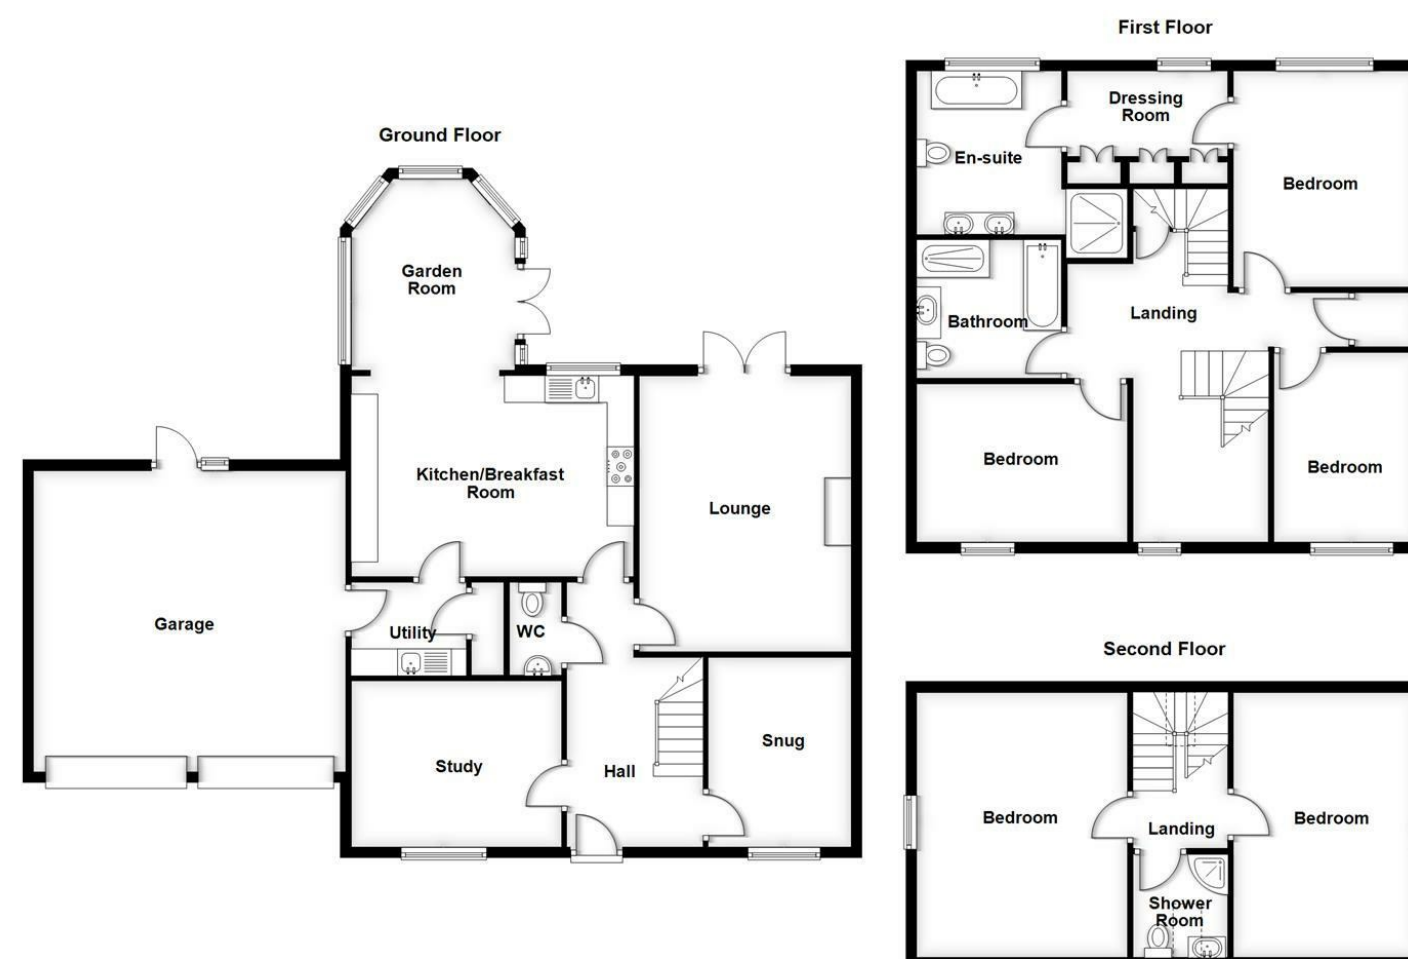 Ground Floor
Garden
Room
Kitchen/Breakfast
Room
Lounge
Garage
Utility
WC
Study
Hall
Snug
First Floor
Dressing
Room
En-suite
Bedroom
Bathroom
Landing
Bedroom
Bedroom
Second Floor
Bedroom
Landing
Bedroom
Shower
Room